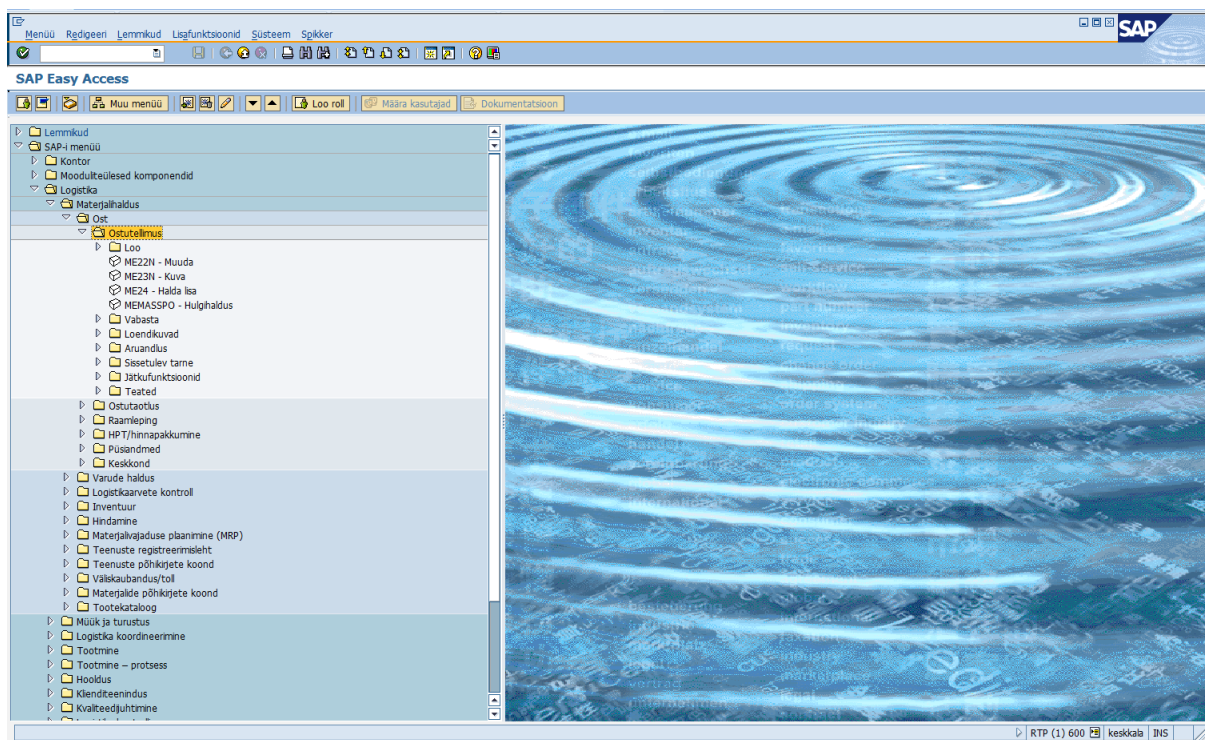 Menüü Redigeeri Lemmikud Lisafunktsioonid Süsteem Spikker
SAP
SAP Easy Access
Muu menüü Loo roll Määra kasutajad Dokumentatsioon
Lemmikud
SAP-i menüü
Kontor
Mooduliteülesed komponendid
Logistika
Materjalihaldus
Ost
Ostutellimus
Loo
ME22N - Muuda
ME23N - Kuva
ME24 - Halda lisa
MEMASSPO - Hulgihaldus
Vabasta
Loendikuvad
Aruandlus
Sissetulev tarne
Jätkufunktsioonid
Teated
Ostutaotlus
Raamleping
HPT/hinnapakkumine
Püsiandmed
Keskkond
Varude haldus
Logistikaarvete kontroll
Inventuur
Hindamine
Materjalivajaduse plaanimine (MRP)
Teenuste registreerimisleht
Teenuste põhikirjete koond
Väliskaubandus/toll
Materjalide põhikirjete koond
Tootekataloog
Müük ja turustus
Logistika koordineerimine
Tootmine
Tootmine – protsess
Hooldus
Klienditeenindus
Kvaliteedijuhtimine
RTP (1) 600 keskkala INS